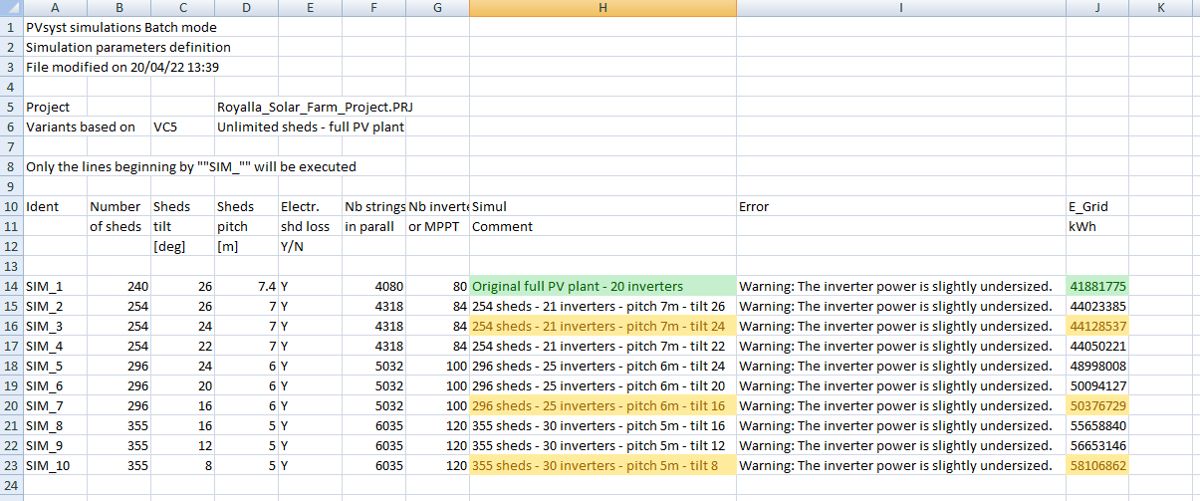 A B C D E F G H I J K
1 PVsyst simulations Batch mode
2 Simulation parameters definition
3 File modified on 20/04/22 13:39
4
5 Project Royalla_Solar_Farm_Project.PRJ
6 Variants based on VC5 Unlimited sheds - full PV plant
7
8 Only the lines beginning by ""SIM_"" will be executed
9
10 Ident Number Sheds Sheds Electr. Nb strings Nb inverte Simul Error E_Grid
11 of sheds tilt pitch shd loss in parall or MPPT Comment kWh
12 [deg] [m] Y/N
13
14 SIM_1 240 26 7.4 Y 4080 80 Original full PV plant - 20 inverters Warning: The inverter power is slightly undersized. 41881775
15 SIM_2 254 26 7 Y 4318 84 254 sheds - 21 inverters - pitch 7m - tilt 26 Warning: The inverter power is slightly undersized. 44023385
16 SIM_3 254 24 7 Y 4318 84 254 sheds - 21 inverters - pitch 7m - tilt 24 Warning: The inverter power is slightly undersized. 44128537
17 SIM_4 254 22 7 Y 4318 84 254 sheds - 21 inverters - pitch 7m - tilt 22 Warning: The inverter power is slightly undersized. 44050221
18 SIM_5 296 24 6 Y 5032 100 296 sheds - 25 inverters - pitch 6m - tilt 24 Warning: The inverter power is slightly undersized. 48998008
19 SIM_6 296 20 6 Y 5032 100 296 sheds - 25 inverters - pitch 6m - tilt 20 Warning: The inverter power is slightly undersized. 50094127
20 SIM_7 296 16 6 Y 5032 100 296 sheds - 25 inverters - pitch 6m - tilt 16 Warning: The inverter power is slightly undersized. 50376729
21 SIM_8 355 16 5 Y 6035 120 355 sheds - 30 inverters - pitch 5m - tilt 16 Warning: The inverter power is slightly undersized. 55658840
22 SIM_9 355 12 5 Y 6035 120 355 sheds - 30 inverters - pitch 5m - tilt 12 Warning: The inverter power is slightly undersized. 56653146
23 SIM_10 355 8 5 Y 6035 120 355 sheds - 30 inverters - pitch 5m - tilt 8 Warning: The inverter power is slightly undersized. 58106862
24